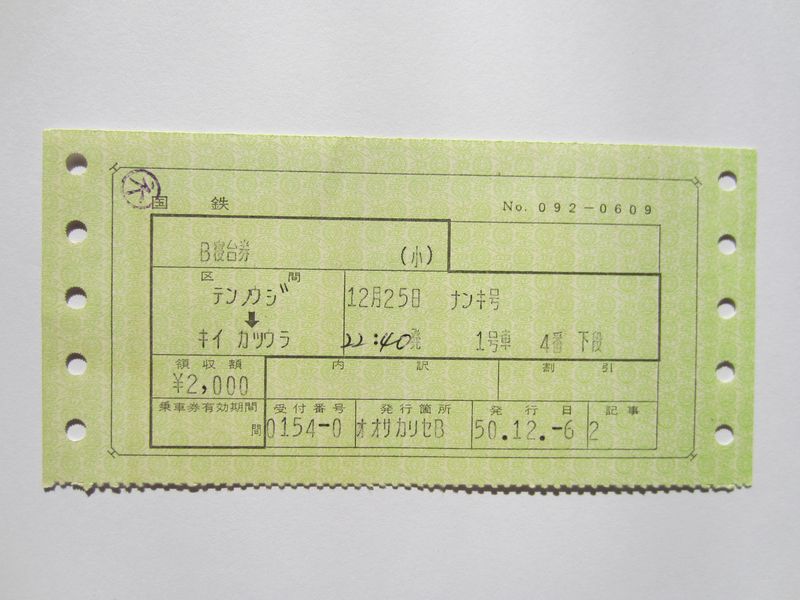 国鉄
No. 092-0609
B寝台券 (小)
区間
テンノウジ 12月25日 ナンキ号
キイ カツウラ 22:40発 1号車 4番 下段
領収額 内訳 割引
¥2,000
乗車券有効期間 受付番号 発行箇所 発行日 記事
間 0154-0 オオサカリセB 50.12.-6 2